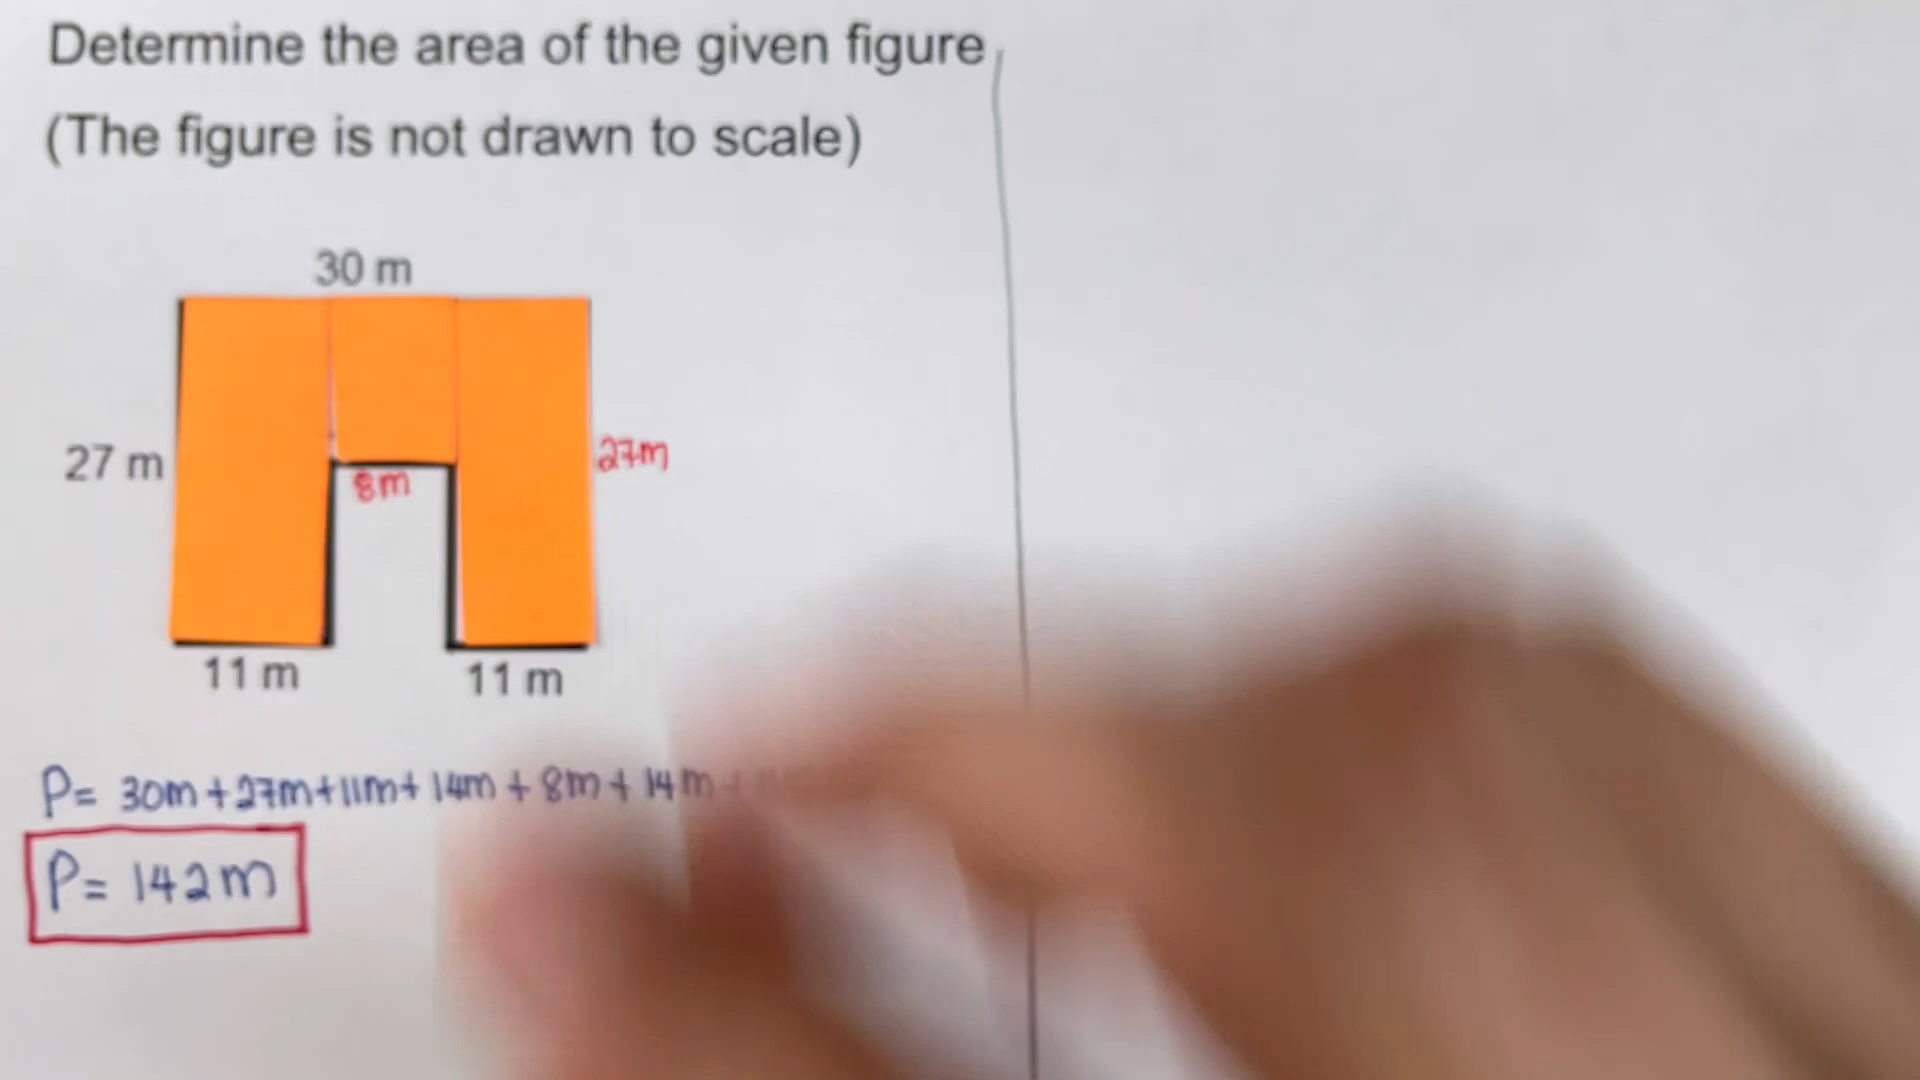 Determine the area of the given figure
(The figure is not drawn to scale)
30 m
27 m
27m
8m
11 m
11 m
P= 30m+27m+11m+ 14m + 8m + 14m +
P= 142m